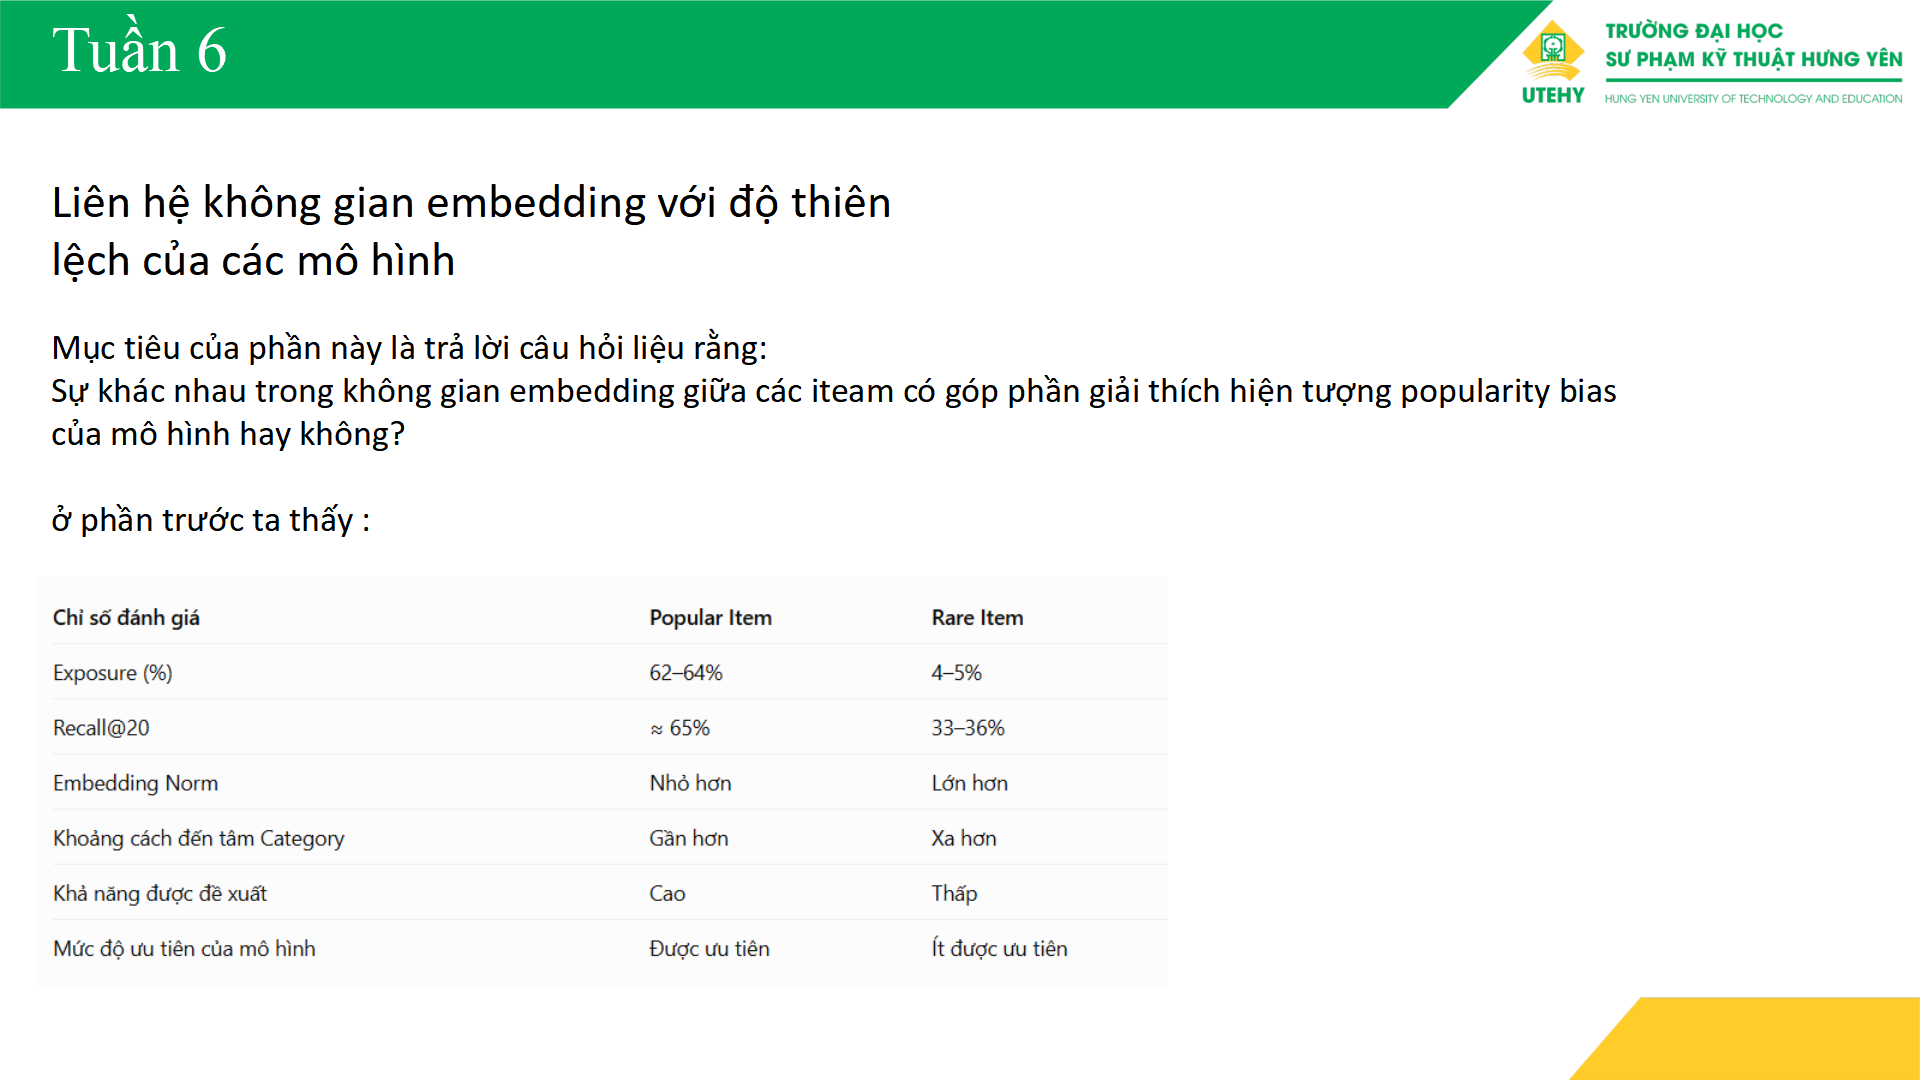 Tuần 6
TRƯỜNG ĐẠI HỌC
SƯ PHẠM KỸ THUẬT HƯNG YÊN
UTEHY
HUNG YEN UNIVERSITY OF TECHNOLOGY AND EDUCATION
Liên hệ không gian embedding với độ thiên
lệch của các mô hình
Mục tiêu của phần này là trả lời câu hỏi liệu rằng:
Sự khác nhau trong không gian embedding giữa các iteam có góp phần giải thích hiện tượng popularity bias
của mô hình hay không?
ở phần trước ta thấy :
Chỉ số đánh giá Popular Item Rare Item
Exposure (%) 62–64% 4–5%
Recall@20 ≈ 65% 33–36%
Embedding Norm Nhỏ hơn Lớn hơn
Khoảng cách đến tâm Category Gần hơn Xa hơn
Khả năng được đề xuất Cao Thấp
Mức độ ưu tiên của mô hình Được ưu tiên Ít được ưu tiên